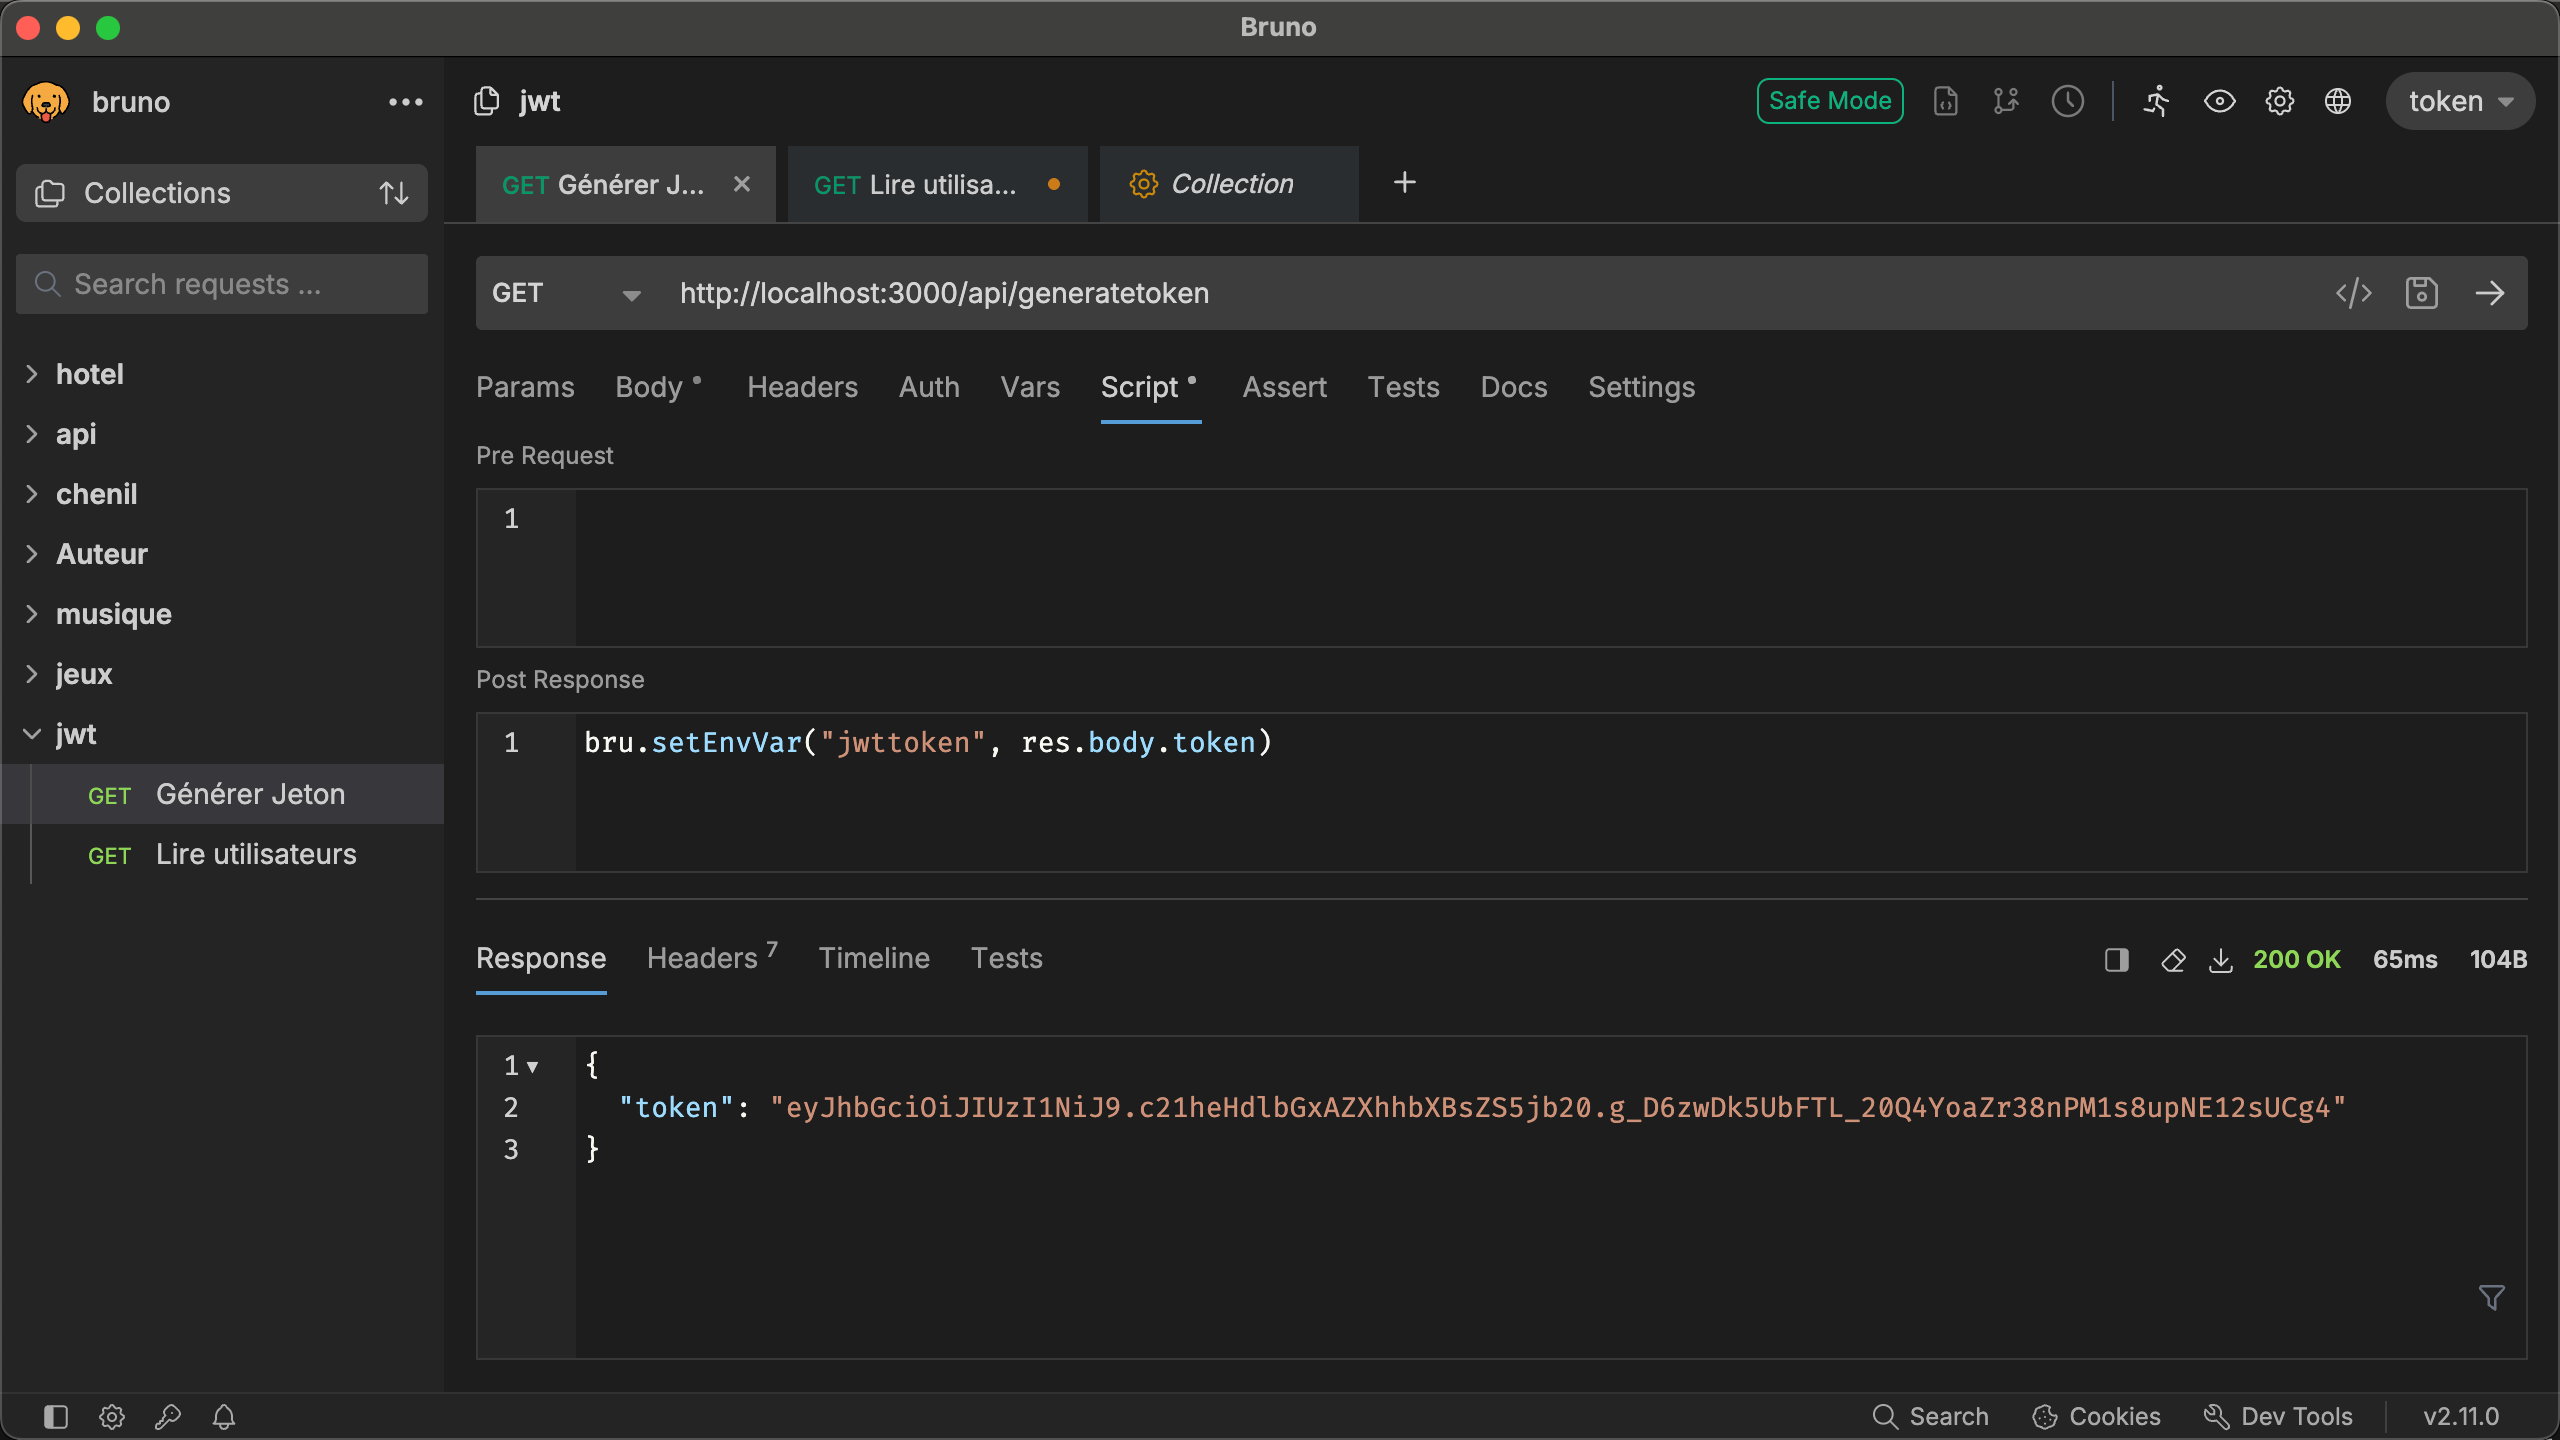 Bruno
bruno
jwt
Safe Mode
token
Collections
GET Générer J...
GET Lire utilisa...
Collection
Search requests ...
GET
http://localhost:3000/api/generatetoken
hotel
api
chenil
Auteur
musique
jeux
jwt
GET Générer Jeton
GET Lire utilisateurs
Params Body Headers Auth Vars Script Assert Tests Docs Settings
Pre Request
1
Post Response
1 bru.setEnvVar("jwttoken", res.body.token)
Response Headers 7 Timeline Tests
200 OK 65ms 104B
1 {
2 "token": "eyJhbGciOiJIUzI1NiJ9.c21heHdlbGxAZXhhbXBsZS5jb20.g_D6zwDk5UbFTL_20Q4YoaZr38nPM1s8upNE12sUCg4"
3 }
Search Cookies Dev Tools v2.11.0